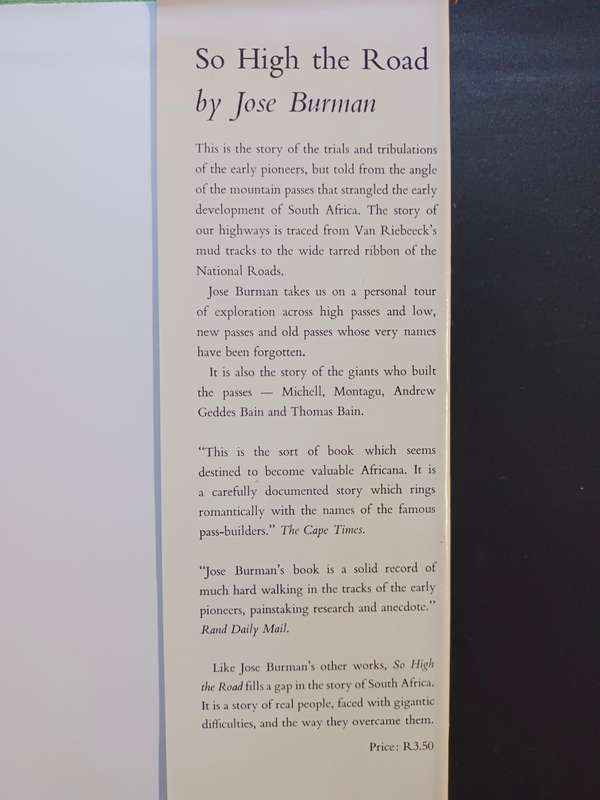 So High the Road
by Jose Burman
This is the story of the trials and tribulations
of the early pioneers, but told from the angle
of the mountain passes that strangled the early
development of South Africa. The story of
our highways is traced from Van Riebeeck's
mud tracks to the wide tarred ribbon of the
National Roads.
Jose Burman takes us on a personal tour
of exploration across high passes and low,
new passes and old passes whose very names
have been forgotten.
It is also the story of the giants who built
the passes — Michell, Montagu, Andrew
Geddes Bain and Thomas Bain.
"This is the sort of book which seems
destined to become valuable Africana. It is
a carefully documented story which rings
romantically with the names of the famous
pass-builders." The Cape Times.
"Jose Burman's book is a solid record of
much hard walking in the tracks of the early
pioneers, painstaking research and anecdote."
Rand Daily Mail.
Like Jose Burman's other works, So High
the Road fills a gap in the story of South Africa.
It is a story of real people, faced with gigantic
difficulties, and the way they overcame them.
Price: R3.50